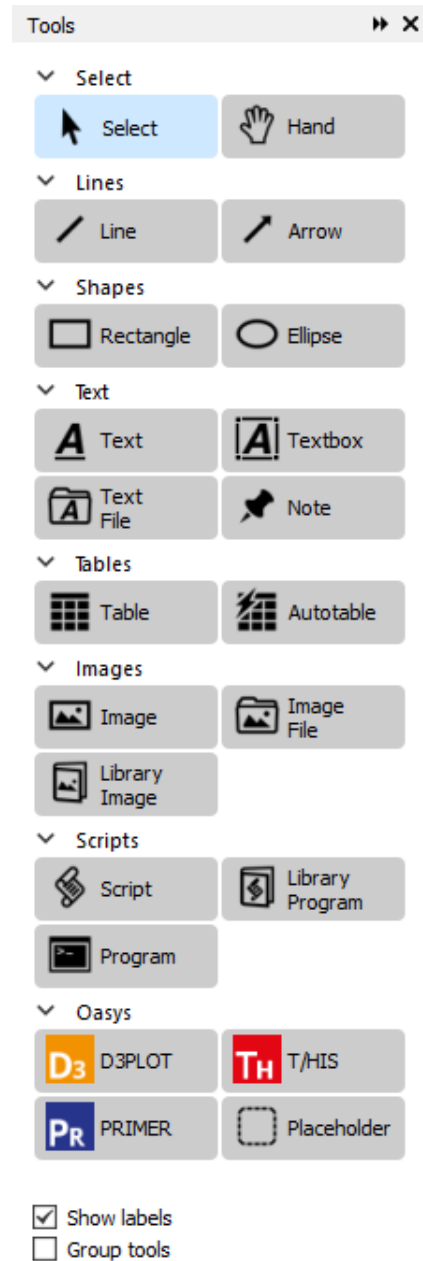 Tools
Select
Select Hand
Lines
Line Arrow
Shapes
Rectangle Ellipse
Text
A Text A Textbox
A Text
File Note
Tables
Table Autotable
Images
Image Image
File
Library
Image
Scripts
Script Library
Program
>_ Program
Oasys
D3 D3PLOT TH T/HIS
PR PRIMER Placeholder
Show labels
Group tools